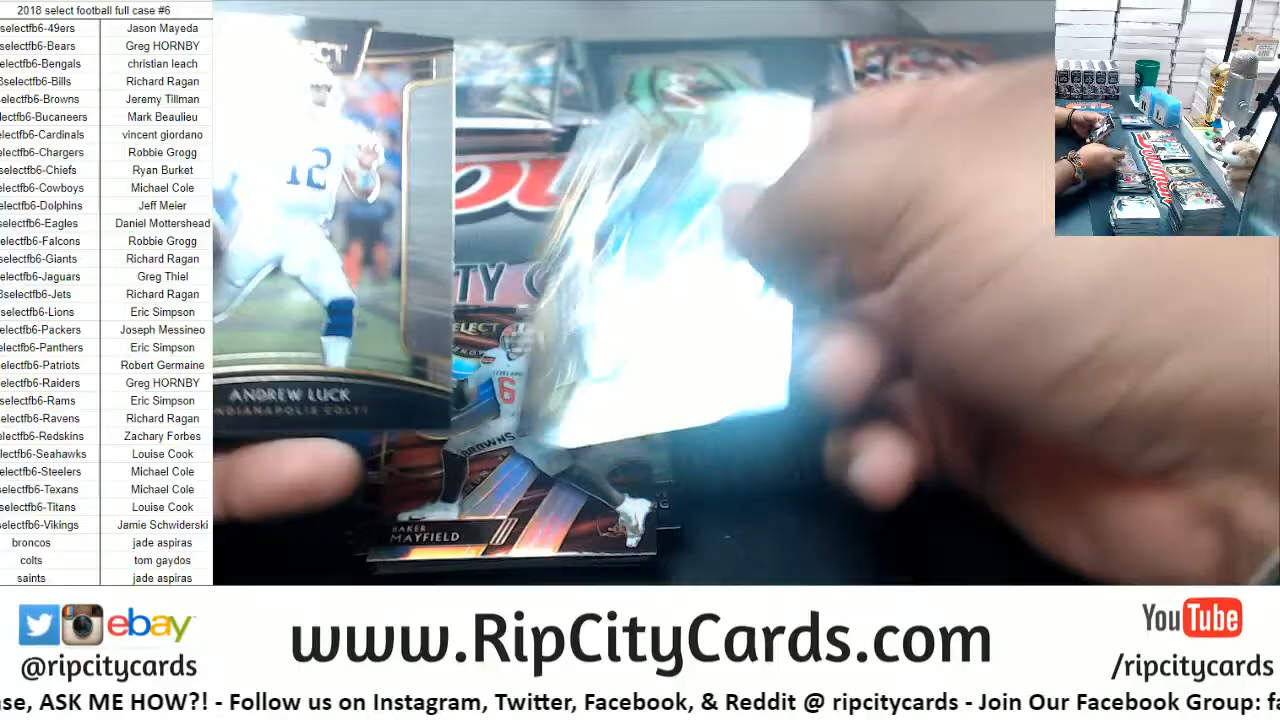 2018 select football full case #6
selectfb6-49ers Jason Mayeda
selectfb6-Bears Greg HORNBY
selectfb6-Bengals christian leach
3selectfb6-Bills Richard Ragan
selectfb6-Browns Jeremy Tillman
electfb6-Bucaneers Mark Beaulieu
electfb6-Cardinals vincent giordano
electfb6-Chargers Robbie Grogg
electfb6-Chiefs Ryan Burket
electfb6-Cowboys Michael Cole
electfb6-Dolphins Jeff Meier
selectfb6-Eagles Daniel Mottershead
selectfb6-Falcons Robbie Grogg
selectfb6-Giants Richard Ragan
electfb6-Jaguars Greg Thiel
3selectfb6-Jets Richard Ragan
selectfb6-Lions Eric Simpson
electfb6-Packers Joseph Messineo
electfb6-Panthers Eric Simpson
electfb6-Patriots Robert Germaine
electfb6-Raiders Greg HORNBY
selectfb6-Rams Eric Simpson
electfb6-Ravens Richard Ragan
electfb6-Redskins Zachary Forbes
electfb6-Seahawks Louise Cook
electfb6-Steelers Michael Cole
selectfb6-Texans Michael Cole
selectfb6-Titans Louise Cook
electfb6-Vikings Jamie Schwiderski
broncos jade aspiras
colts tom gaydos
saints jade aspiras
12
ANDREW LUCK
INDIANAPOLIS COLTS
TY C
ELECT
6
BROWNS
BAKER
MAYFIELD
ebay
@ripcitycards
www.RipCityCards.com
YouTube
/ripcitycards
se, ASK ME HOW?! - Follow us on Instagram, Twitter, Facebook, & Reddit @ ripcitycards - Join Our Facebook Group: fa